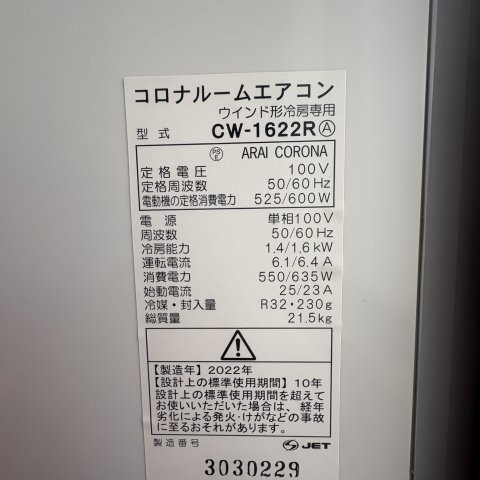 コロナルームエアコン
ウインド形冷房専用
型式 CW-1622R Ⓐ
PSE ARAI CORONA
定格電圧 100V
定格周波数 50/60Hz
電動機の定格消費電力 525/600W
電源 単相100V
周波数 50/60Hz
冷房能力 1.4/1.6kW
運転電流 6.1/6.4A
消費電力 550/635W
始動電流 25/23A
冷媒・封入量 R32・230g
総質量 21.5kg
【製造年】2022年
【設計上の標準使用期間】10年
設計上の標準使用期間を超えて
お使いいただいた場合は、経年
劣化による発火・けがなどの事故
に至るおそれがあります。
製造番号 JET
3030229